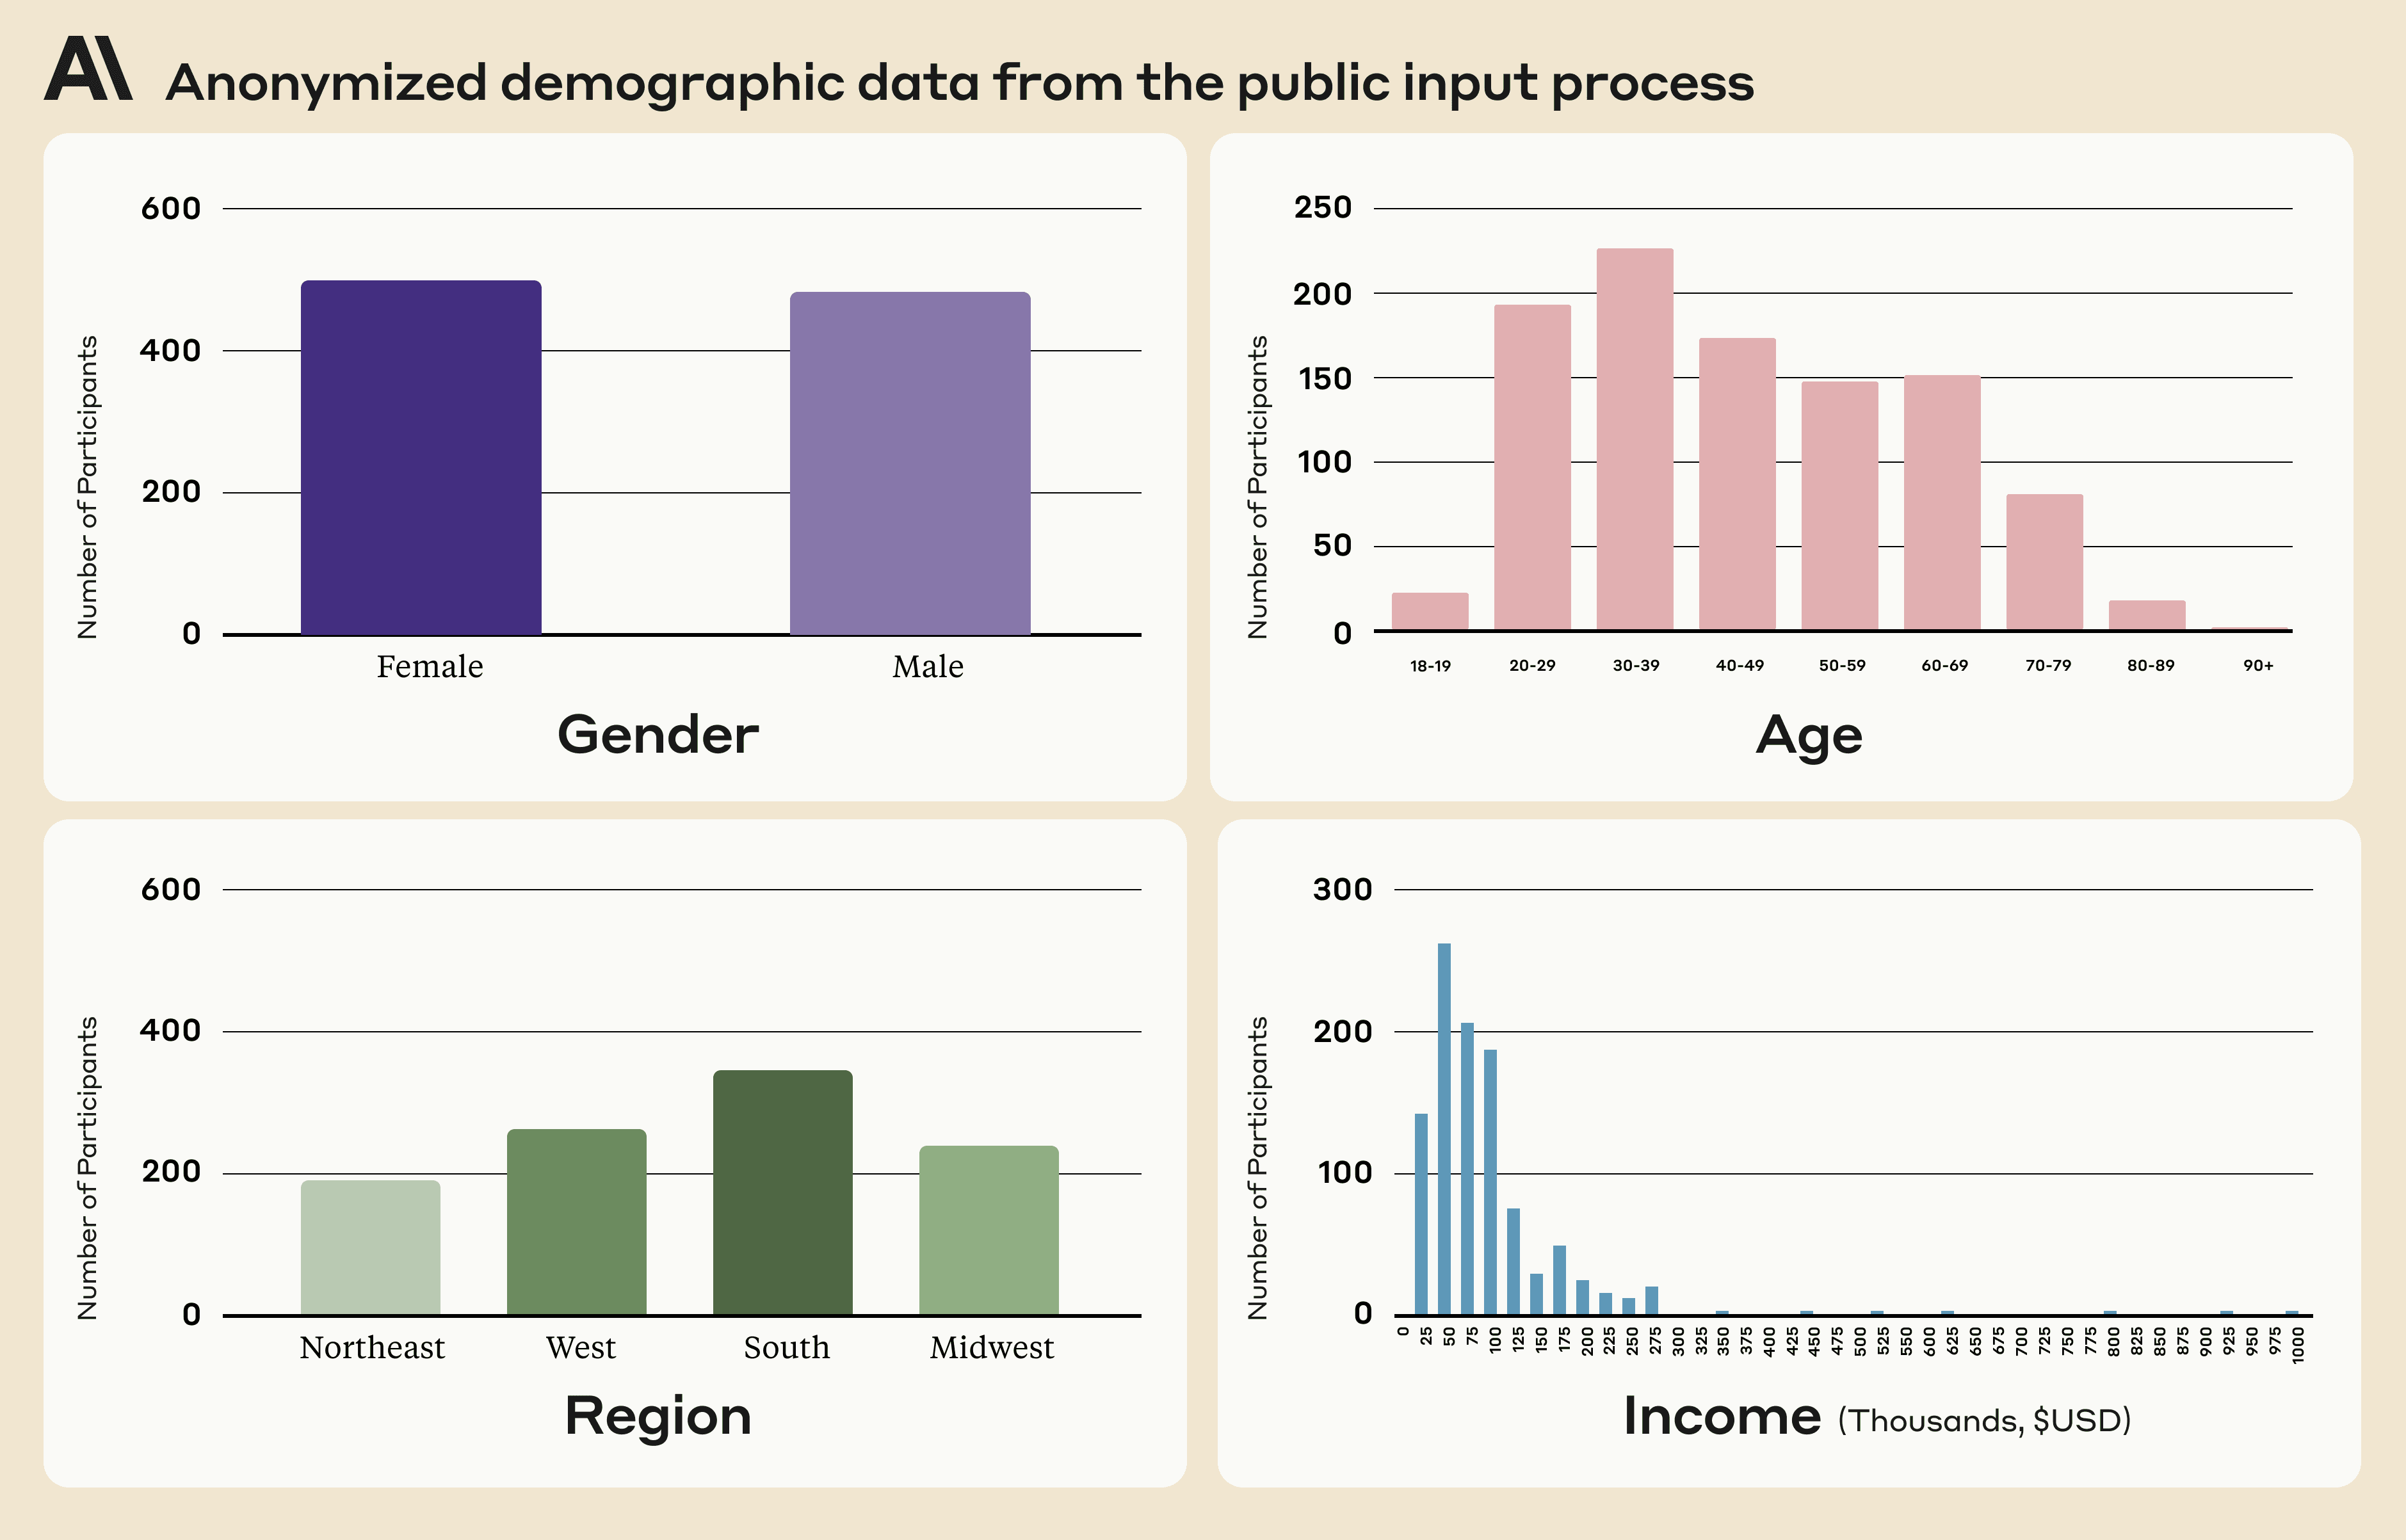 AI Anonymized demographic data from the public input process
Number of Participants
600
400
200
0
Female Male
Gender
Number of Participants
250
200
150
100
50
0
18-19 20-29 30-39 40-49 50-59 60-69 70-79 80-89 90+
Age
Number of Participants
600
400
200
0
Northeast West South Midwest
Region
Number of Participants
300
200
100
0
0 25 50 75 100 125 150 175 200 225 250 275 300 325 350 375 400 425 450 475 500 525 550 600 625 650 675 700 725 750 775 800 825 850 875 900 925 950 975 1000
Income (Thousands, $USD)